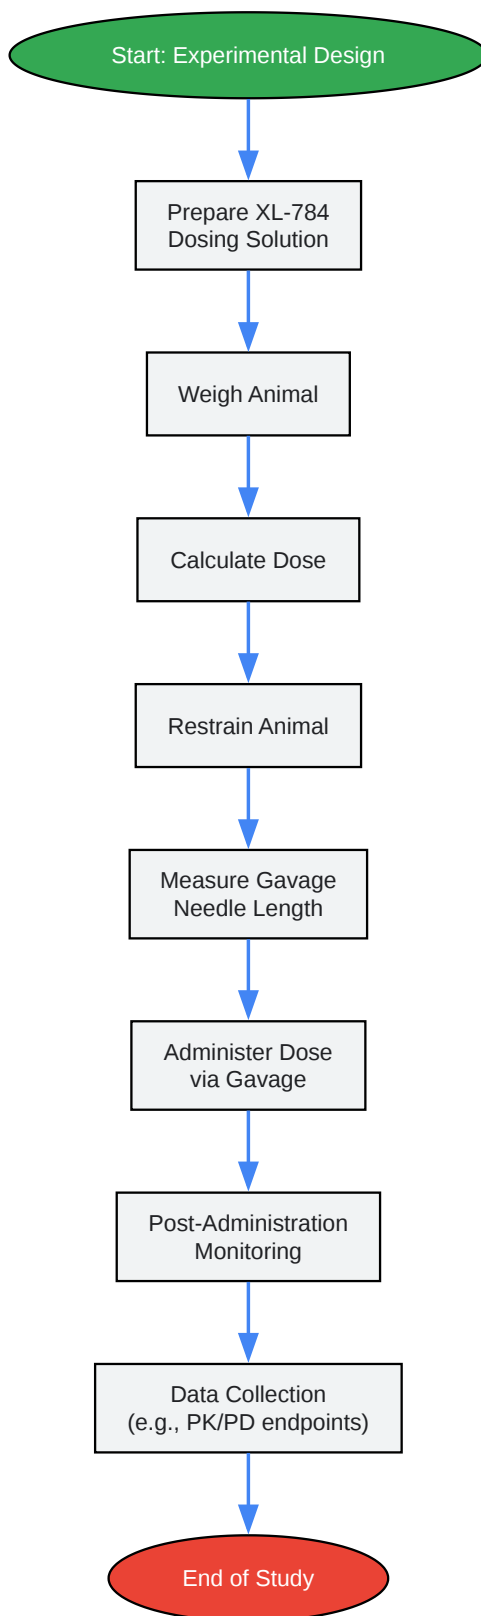 Start: Experimental Design
Prepare XL-784
Dosing Solution
Weigh Animal
Calculate Dose
Restrain Animal
Measure Gavage
Needle Length
Administer Dose
via Gavage
Post-Administration
Monitoring
Data Collection
(e.g., PK/PD endpoints)
End of Study